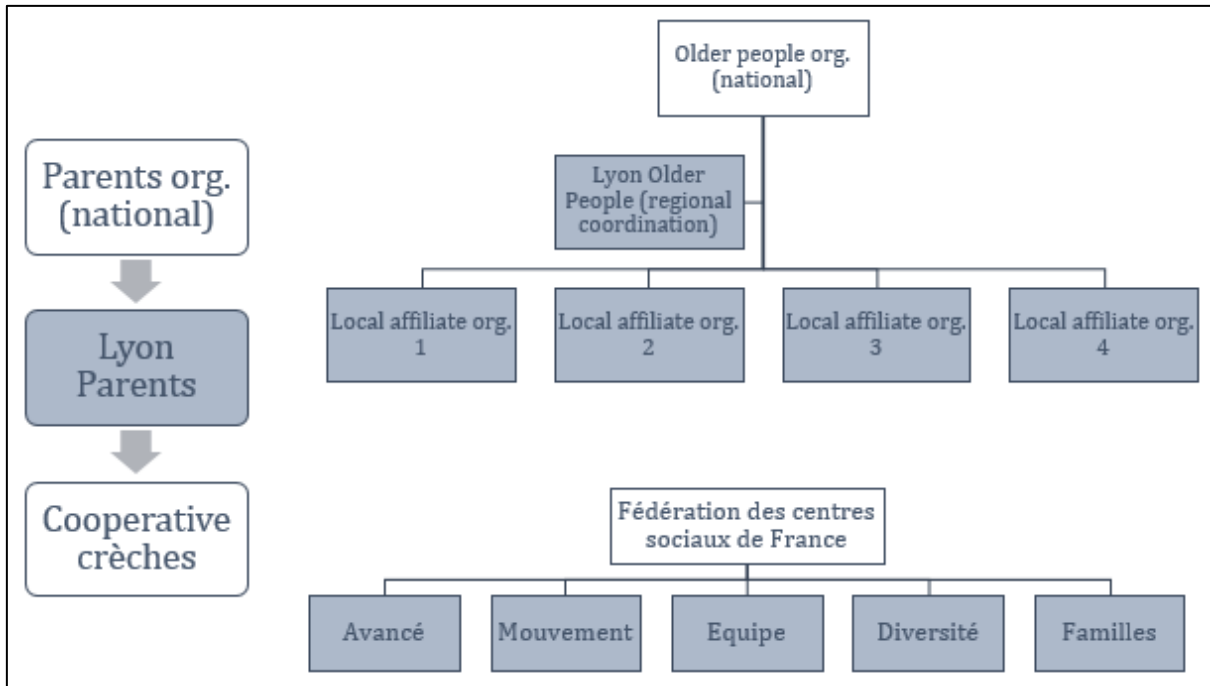 Parents org.
(national)
Lyon
Parents
Cooperative
crèches
Older people org.
(national)
Lyon Older
People (regional
coordination)
Local affiliate org.
1
Local affiliate org.
2
Local affiliate org.
3
Local affiliate org.
4
Fédération des centres
sociaux de France
Avancé
Mouvement
Equipe
Diversité
Familles